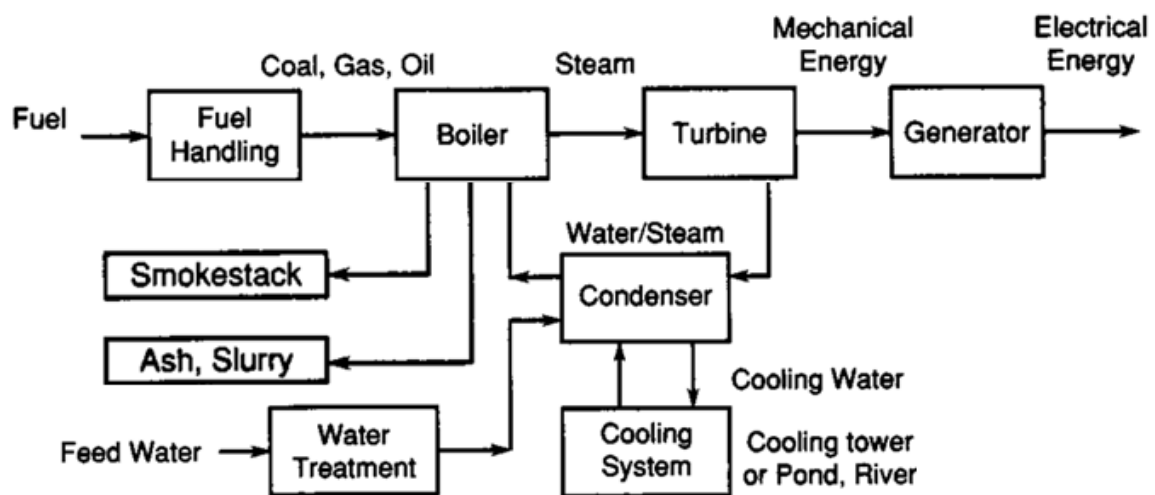 Mechanical
Energy
Electrical
Energy
Coal, Gas, Oil
Steam
Fuel
Fuel
Handling
Boiler
Turbine
Generator
Water/Steam
Smokestack
Condenser
Ash, Slurry
Cooling Water
Feed Water
Water
Treatment
Cooling
System
Cooling tower
or Pond, River